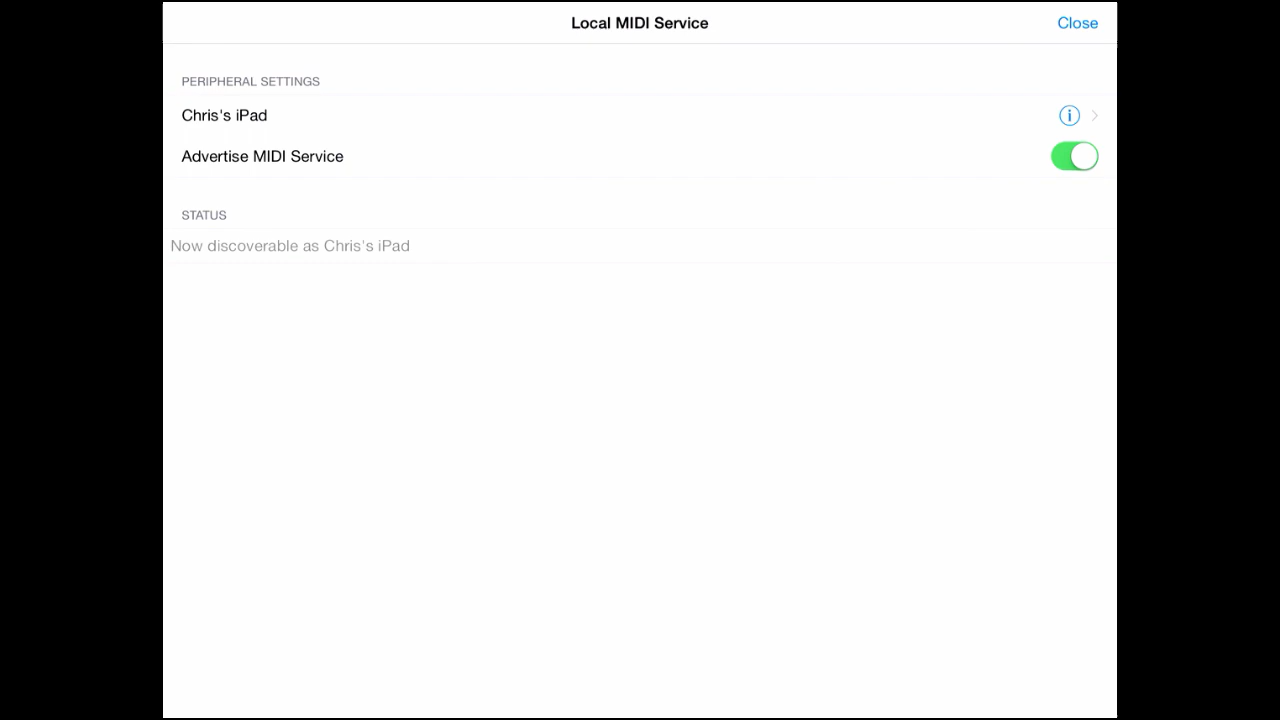 Local MIDI Service
Close
PERIPHERAL SETTINGS
Chris's iPad
Advertise MIDI Service
STATUS
Now discoverable as Chris's iPad